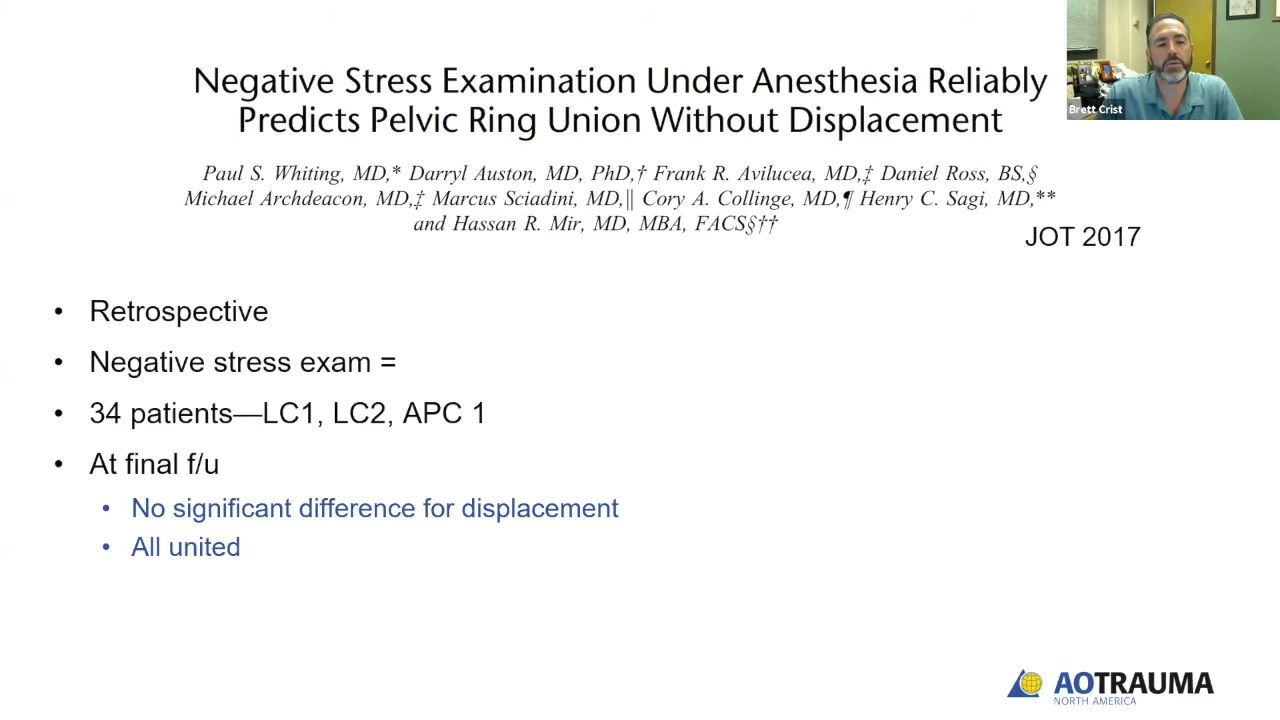 Negative Stress Examination Under Anesthesia Reliably
Predicts Pelvic Ring Union Without Displacement
Paul S. Whiting, MD,* Darryl Auston, MD, PhD,† Frank R. Avilucea, MD,‡ Daniel Ross, BS,§
Michael Archdeacon, MD,‡ Marcus Sciadini, MD,‖ Cory A. Collinge, MD,¶ Henry C. Sagi, MD,**
and Hassan R. Mir, MD, MBA, FACS§††
JOT 2017
Brett Crist
• Retrospective
• Negative stress exam =
• 34 patients—LC1, LC2, APC 1
• At final f/u
• No significant difference for displacement
• All united
AOTRAUMA
NORTH AMERICA